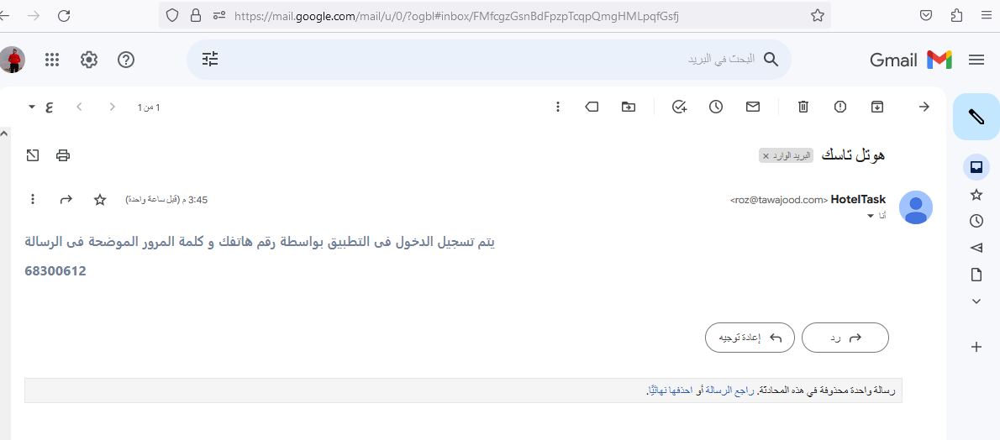 https://mail.google.com/mail/u/0/?ogbl#inbox/FMfcgzGsnBdFpzpTcqpQmgHMLpqfGsfj
Gmail
البحث في البريد
1 من 1
ع
هوتل تاسك
البريد الوارد ×
HotelTask <roz@tawajood.com>
3:45 م (قبل ساعة واحدة)
أنا
يتم تسجيل الدخول فى التطبيق بواسطة رقم هاتفك و كلمة المرور الموضحة فى الرسالة
68300612
رد
إعادة توجيه
رسالة واحدة محذوفة في هذه المحادثة. راجع الرسالة أو احذفها نهائيًا.